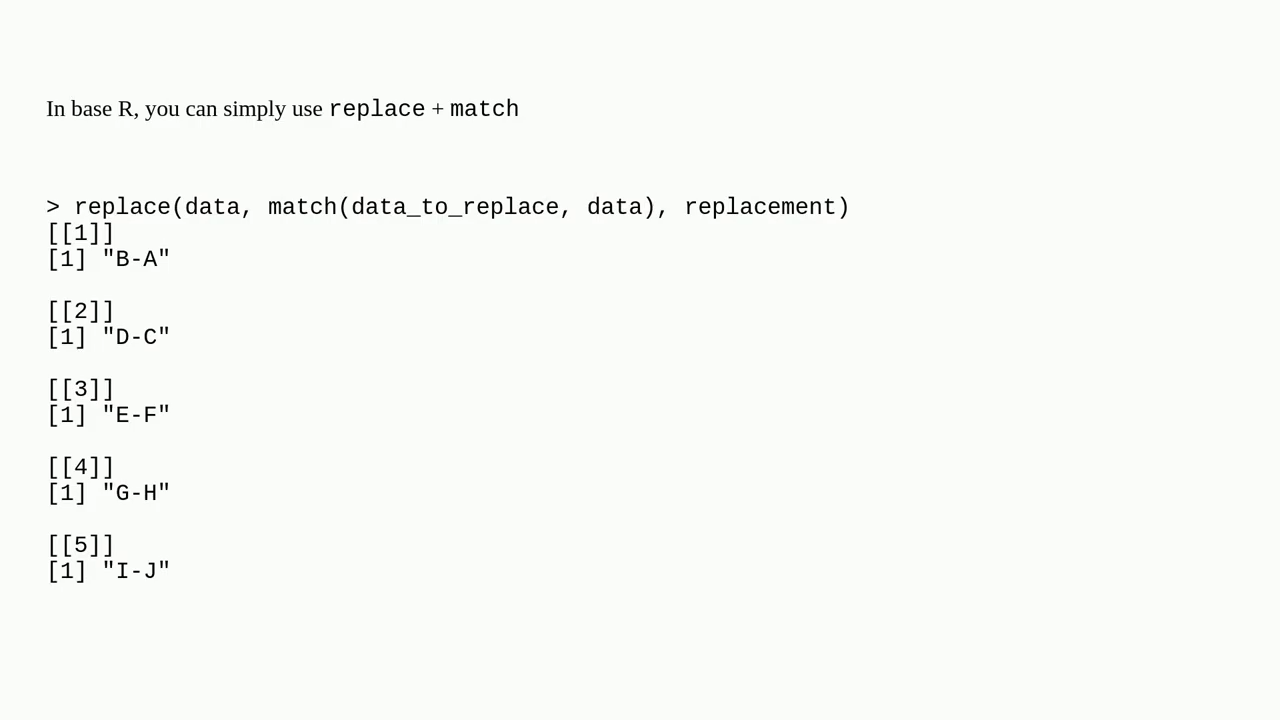 In base R, you can simply use replace + match
> replace(data, match(data_to_replace, data), replacement)
[[1]]
[1] "B-A"
[[2]]
[1] "D-C"
[[3]]
[1] "E-F"
[[4]]
[1] "G-H"
[[5]]
[1] "I-J"